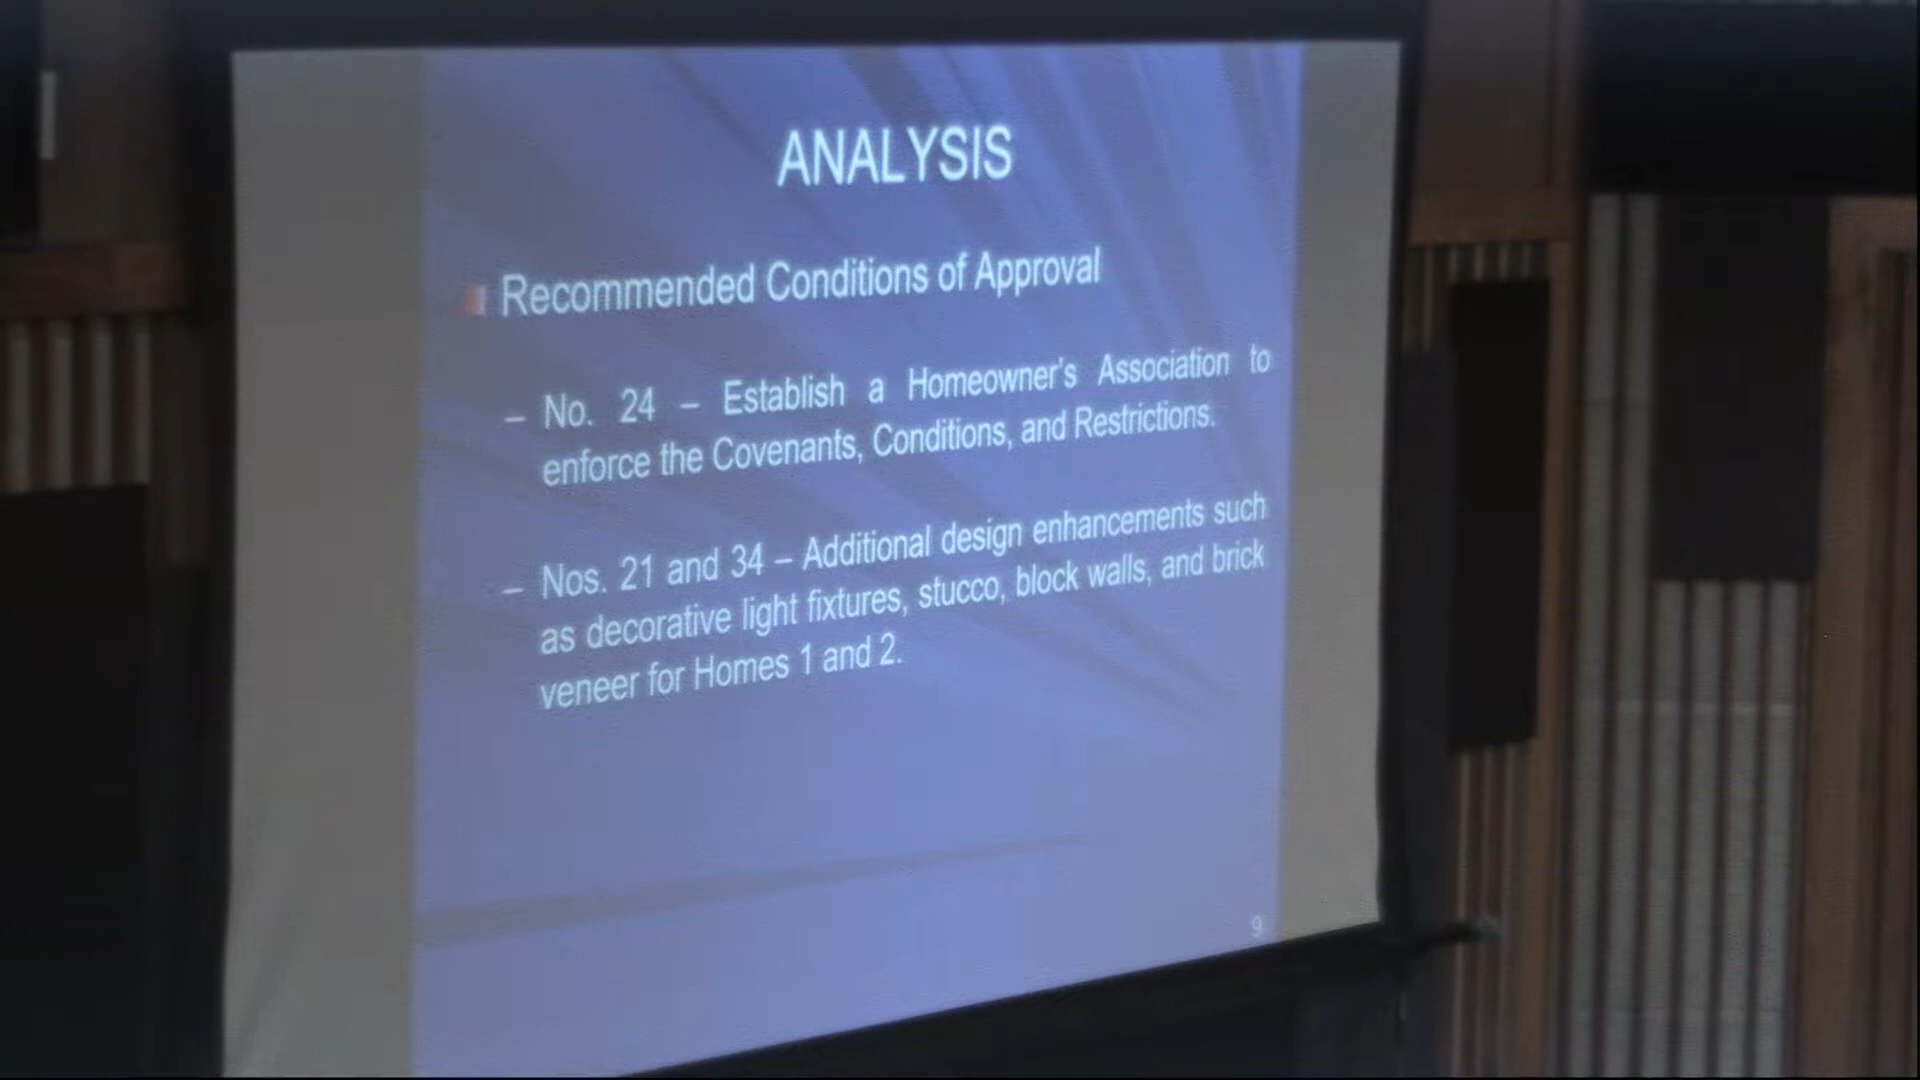 ANALYSIS
Recommended Conditions of Approval
– No. 24 – Establish a Homeowner's Association to
enforce the Covenants, Conditions, and Restrictions.
– Nos. 21 and 34 – Additional design enhancements such
as decorative light fixtures, stucco, block walls, and brick
veneer for Homes 1 and 2.
9